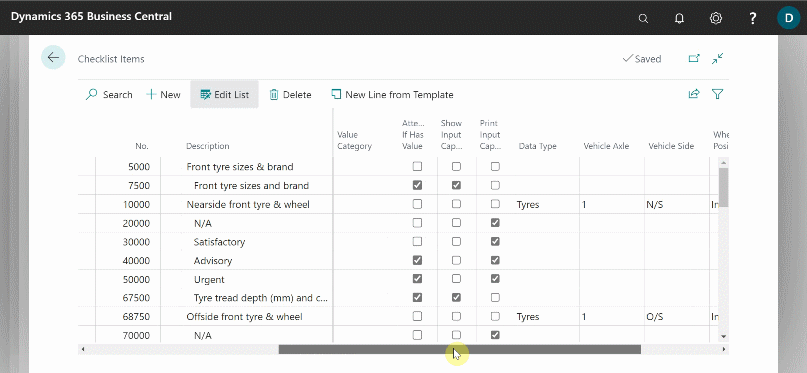 Dynamics 365 Business Central
?
D
Checklist Items
Saved
Search
New
Edit List
Delete
New Line from Template
No.
Description
Value
Category
Atte...
If Has
Value
Show
Input
Cap...
Print
Input
Cap...
Data Type
Vehicle Axle
Vehicle Side
Whe
Posi
5000 Front tyre sizes & brand
7500 Front tyre sizes and brand
10000 Nearside front tyre & wheel Tyres 1 N/S In
20000 N/A
30000 Satisfactory
40000 Advisory
50000 Urgent
67500 Tyre tread depth (mm) and c...
68750 Offside front tyre & wheel Tyres 1 O/S In
70000 N/A